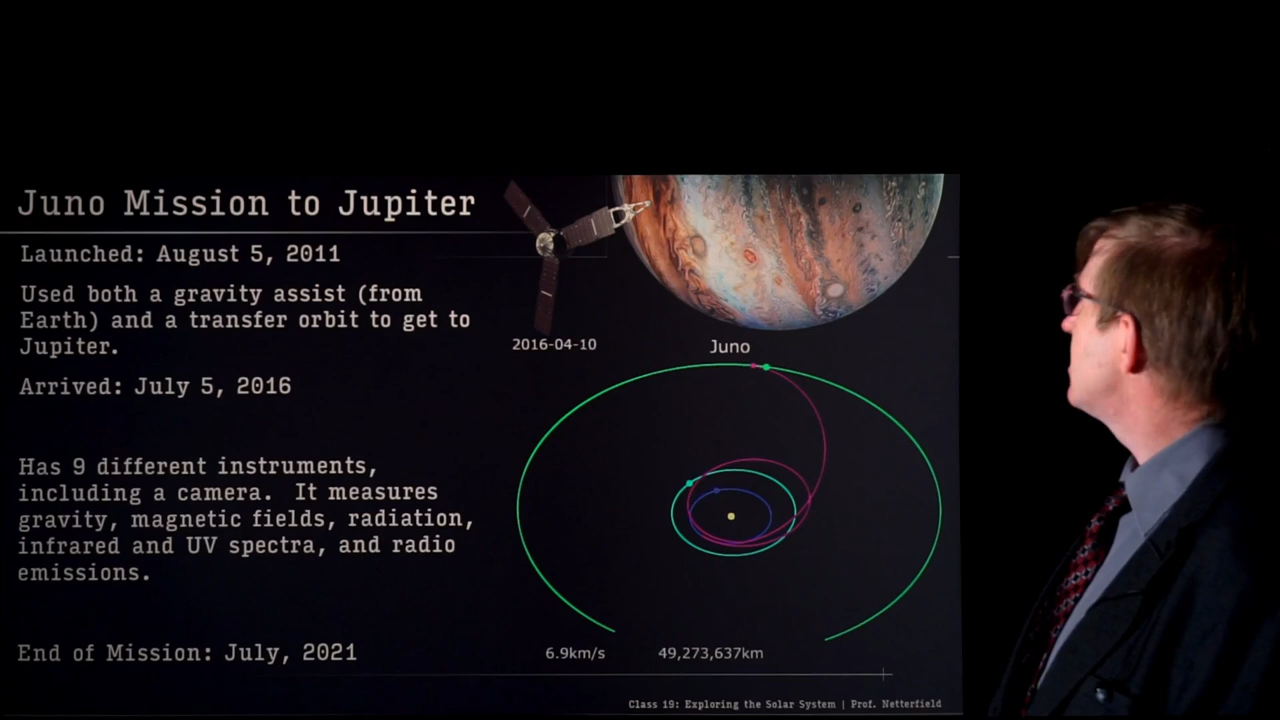 Juno Mission to Jupiter
Launched: August 5, 2011
Used both a gravity assist (from
Earth) and a transfer orbit to get to
Jupiter.
Arrived: July 5, 2016
Has 9 different instruments,
including a camera. It measures
gravity, magnetic fields, radiation,
infrared and UV spectra, and radio
emissions.
End of Mission: July, 2021
2016-04-10
Juno
6.9km/s
49,273,637km
Class 19: Exploring the Solar System | Prof. Netterfield